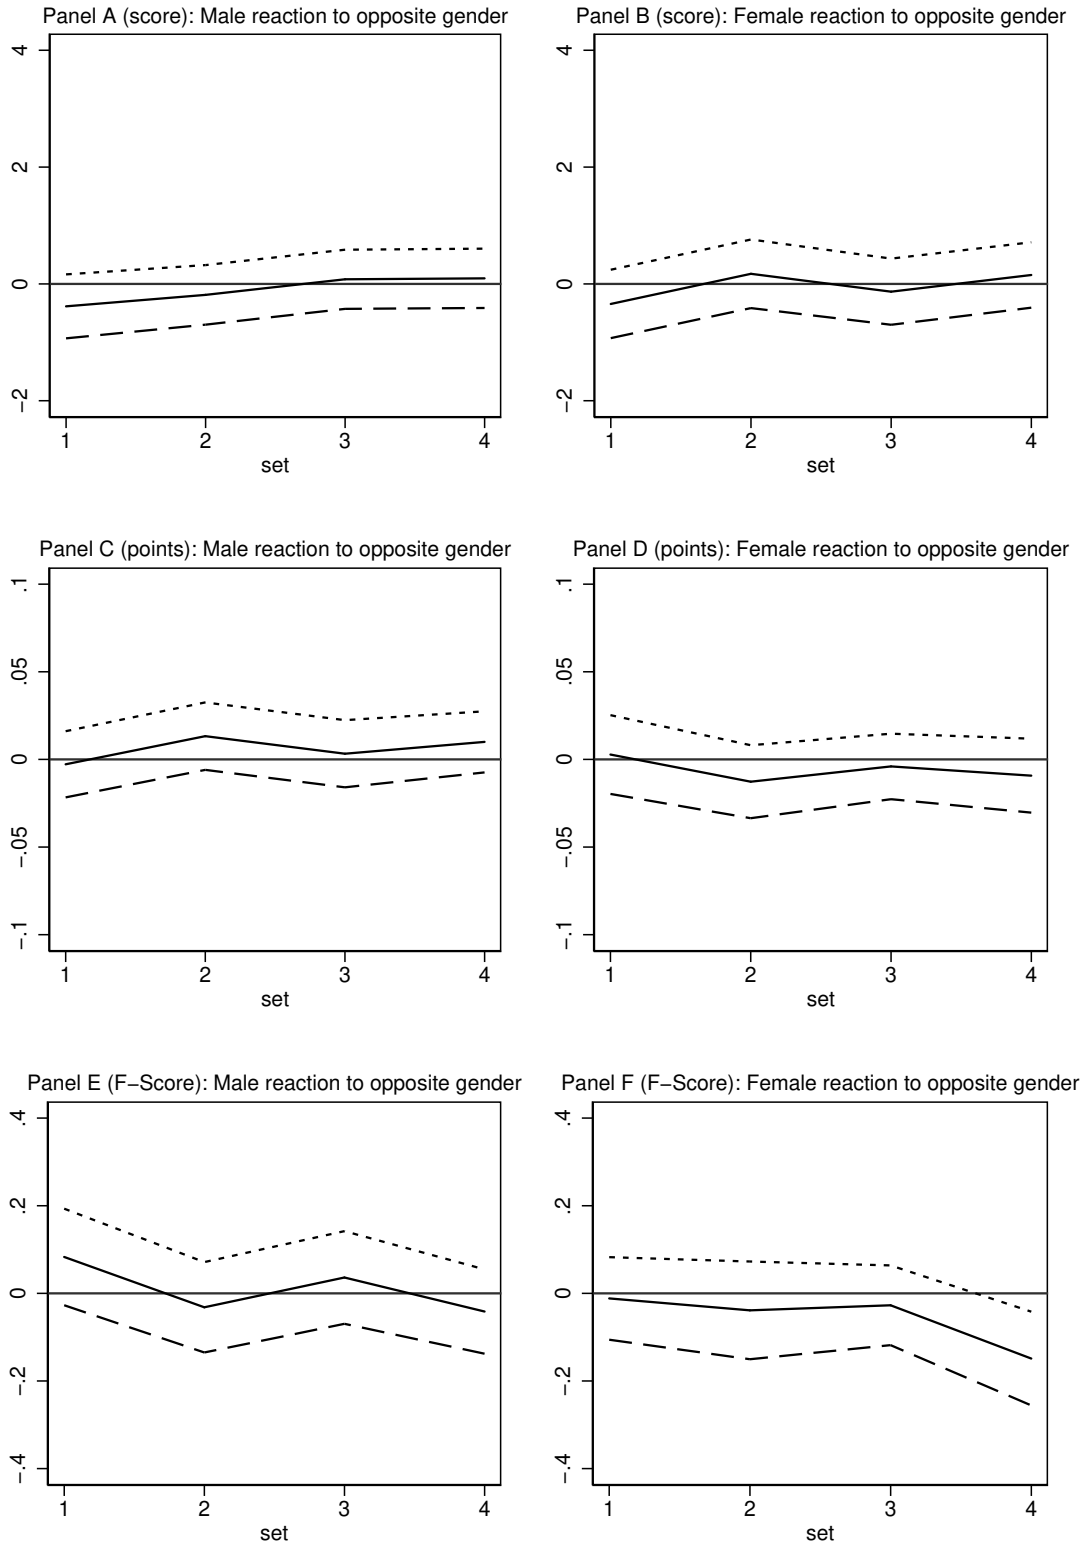 Panel A (score): Male reaction to opposite gender
4
2
0
−2
1 2 3 4
set
Panel B (score): Female reaction to opposite gender
4
2
0
−2
1 2 3 4
set
Panel C (points): Male reaction to opposite gender
.1
.05
0
−.05
−.1
1 2 3 4
set
Panel D (points): Female reaction to opposite gender
.1
.05
0
−.05
−.1
1 2 3 4
set
Panel E (F−Score): Male reaction to opposite gender
.4
.2
0
−.2
−.4
1 2 3 4
set
Panel F (F−Score): Female reaction to opposite gender
.4
.2
0
−.2
−.4
1 2 3 4
set